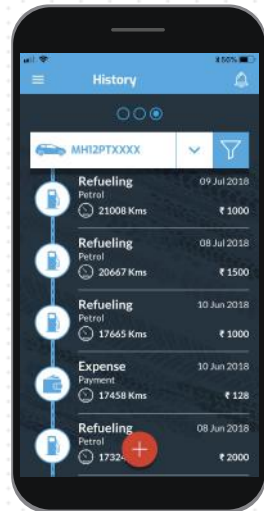 History
MH12PTXXXX
Refueling 09 Jul 2018
Petrol
21008 Kms ₹ 1000
Refueling 08 Jul 2018
Petrol
20667 Kms ₹ 1500
Refueling 10 Jun 2018
Petrol
17665 Kms ₹ 1000
Expense 10 Jun 2018
Payment
17458 Kms ₹ 128
Refueling 08 Jun 2018
Petrol
₹ 2000